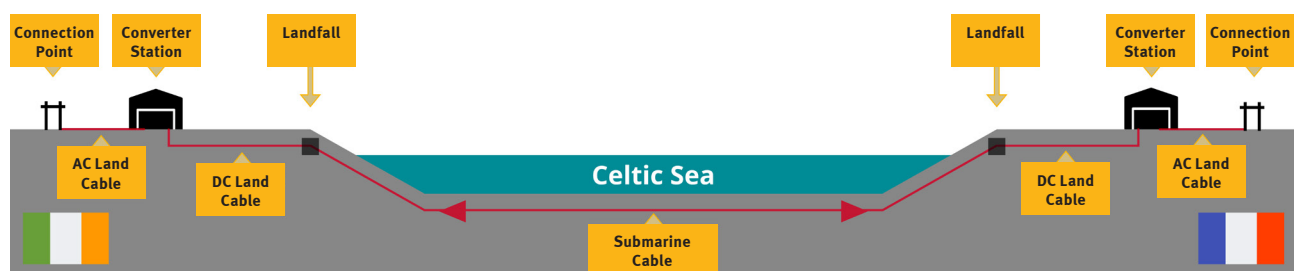 Connection
Point
Converter
Station
Landfall
Landfall
Converter
Station
Connection
Point
AC Land
Cable
DC Land
Cable
Celtic Sea
Submarine
Cable
DC Land
Cable
AC Land
Cable